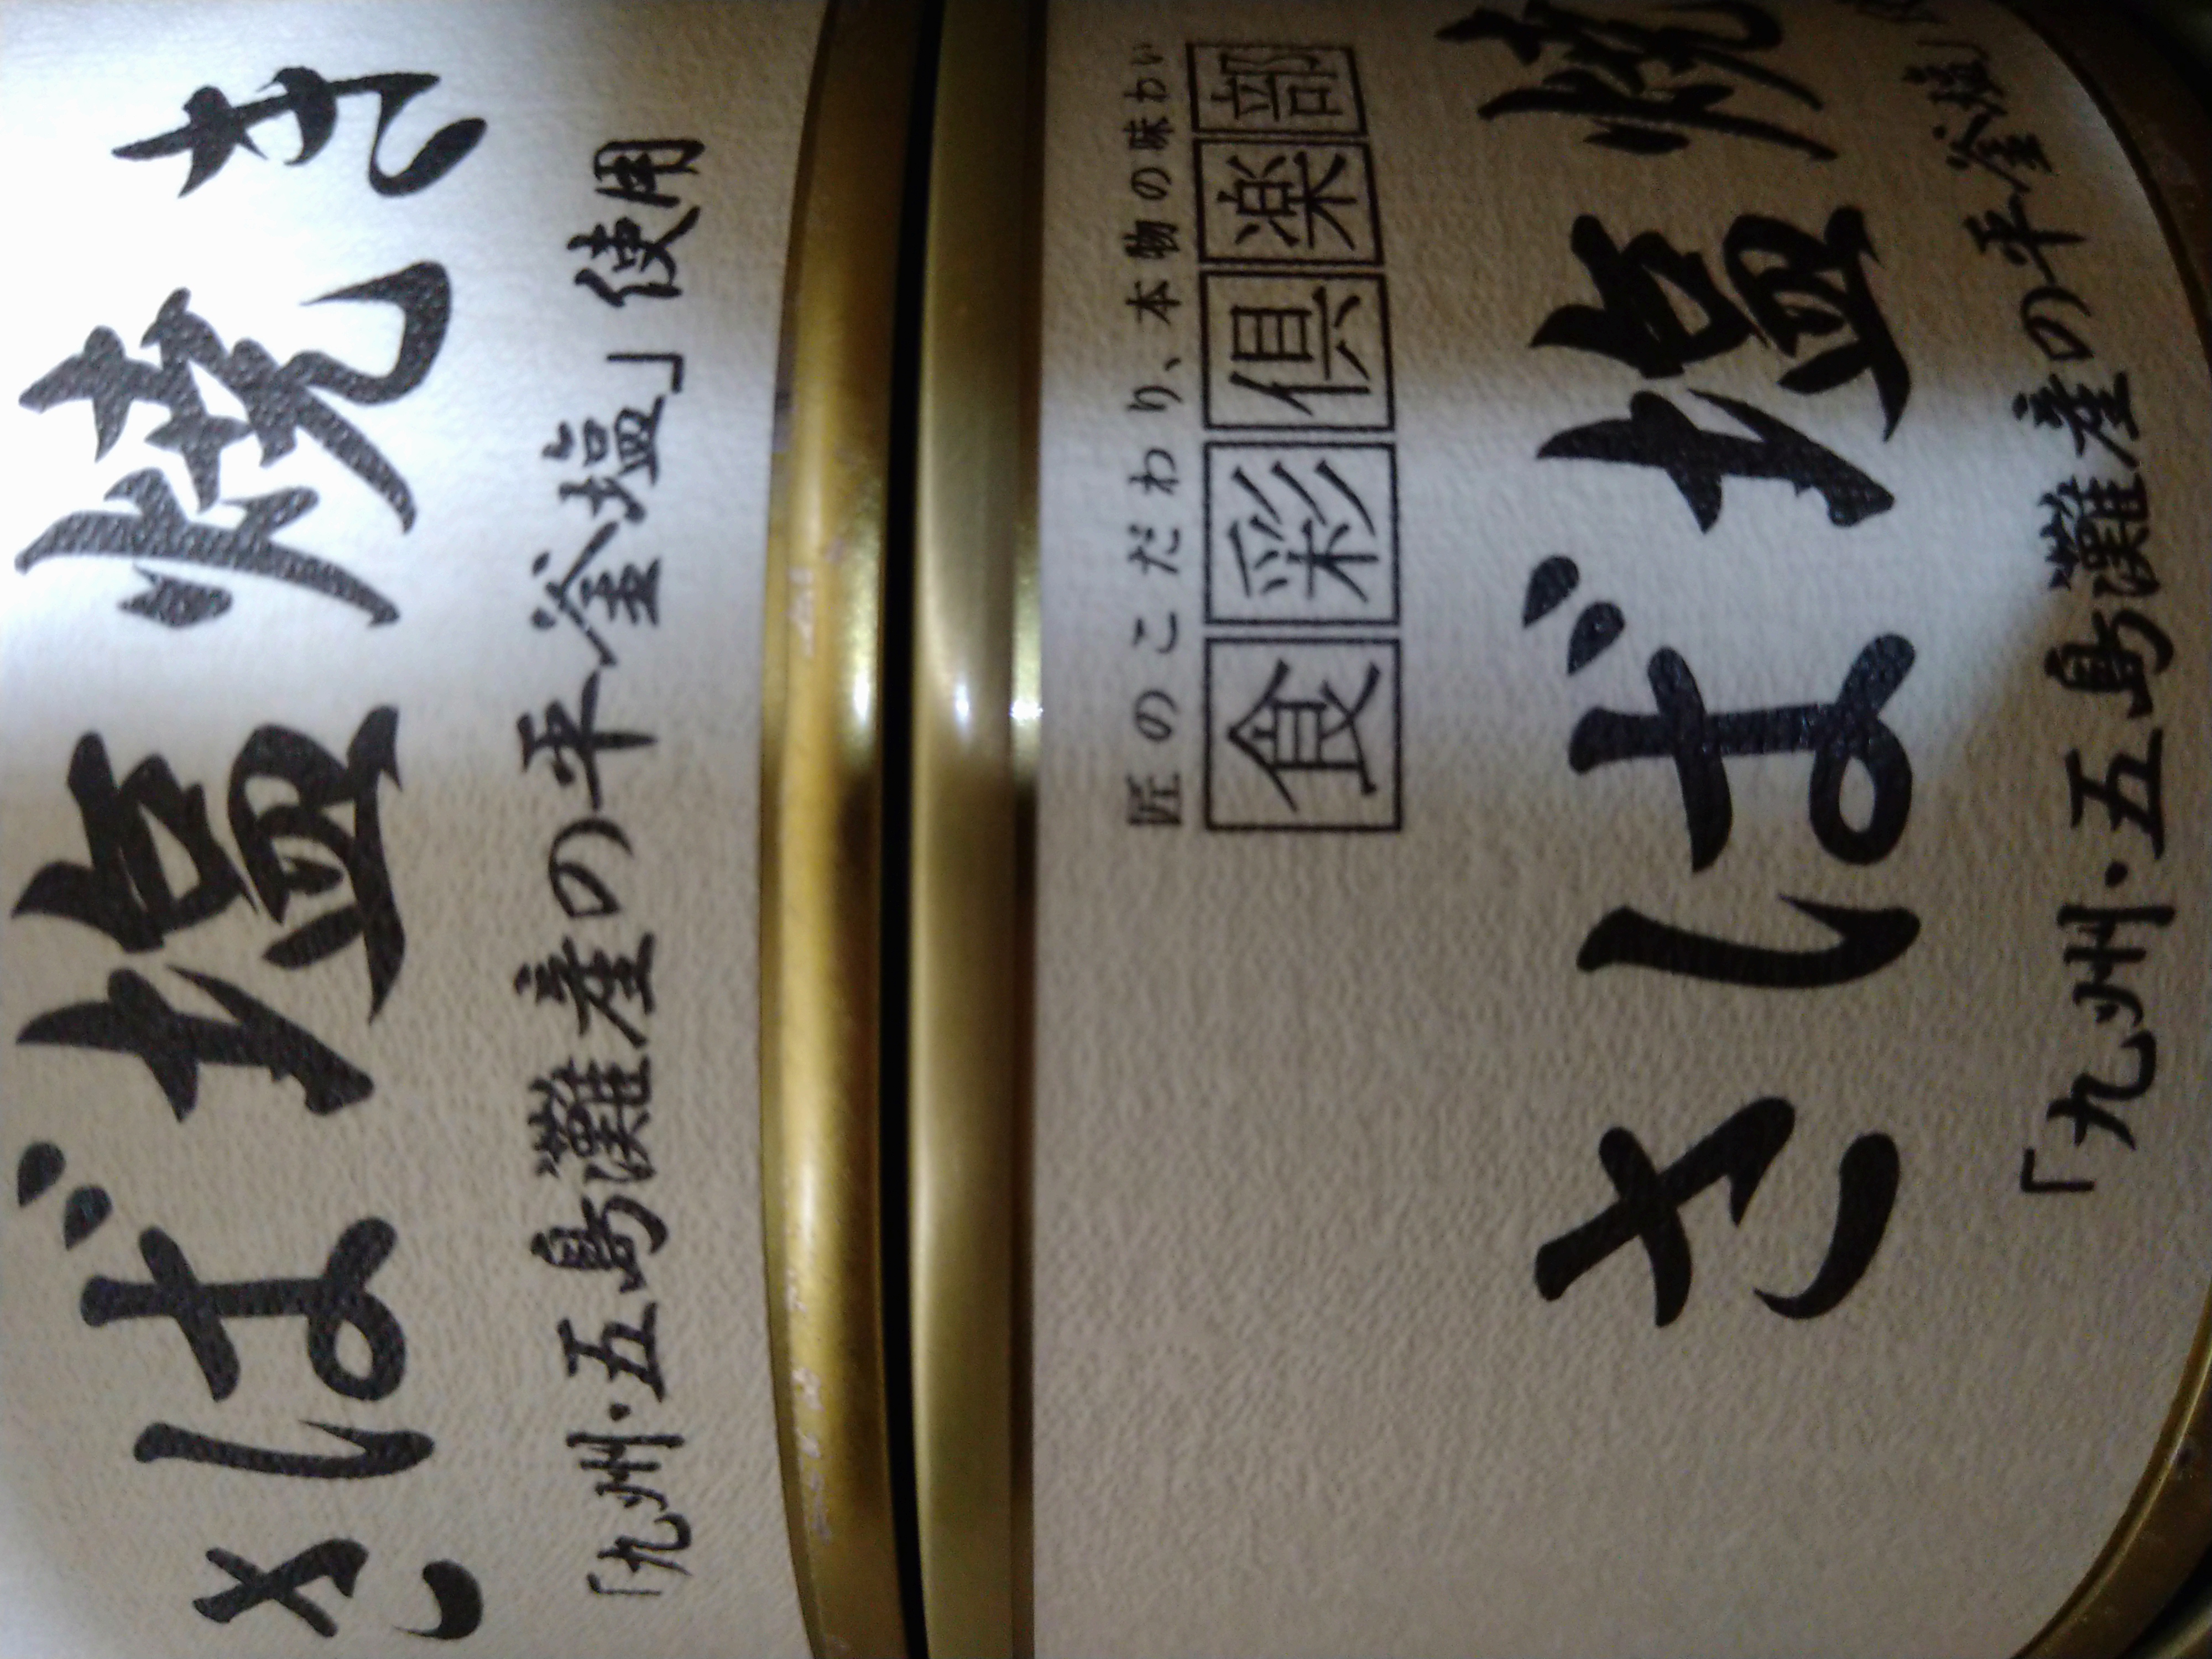 さば塩焼き
「九州・五島灘産の平釜塩」使用
匠のこだわり、本物の味わい
食彩倶楽部
さば塩焼
「九州・五島灘産の平釜塩」